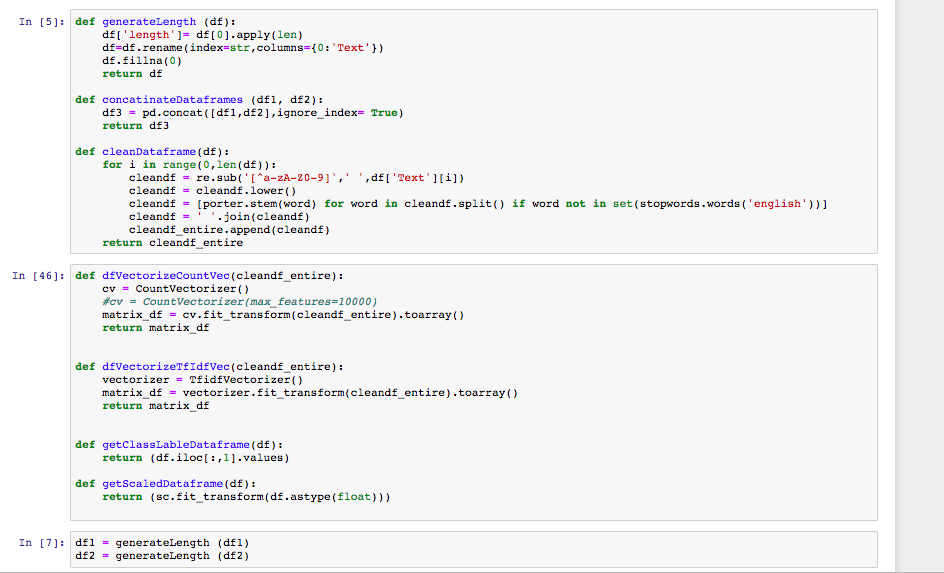 In [5]: def generateLength (df):
df['length']= df[0].apply(len)
df=df.rename(index=str,columns={0:'Text'})
df.fillna(0)
return df
def concatinateDataframes (df1, df2):
df3 = pd.concat([df1,df2],ignore_index= True)
return df3
def cleanDataframe(df):
for i in range(0,len(df)):
cleandf = re.sub('[^a-zA-Z0-9]',' ',df['Text'][i])
cleandf = cleandf.lower()
cleandf = [porter.stem(word) for word in cleandf.split() if word not in set(stopwords.words('english'))]
cleandf = ' '.join(cleandf)
cleandf_entire.append(cleandf)
return cleandf_entire
In [46]: def dfVectorizeCountVec(cleandf_entire):
cv = CountVectorizer()
#cv = CountVectorizer(max_features=10000)
matrix_df = cv.fit_transform(cleandf_entire).toarray()
return matrix_df
def dfVectorizeTfIdfVec(cleandf_entire):
vectorizer = TfidfVectorizer()
matrix_df = vectorizer.fit_transform(cleandf_entire).toarray()
return matrix_df
def getClassLableDataframe(df):
return (df.iloc[:,1].values)
def getScaledDataframe(df):
return (sc.fit_transform(df.astype(float)))
In [7]: df1 = generateLength (df1)
df2 = generateLength (df2)